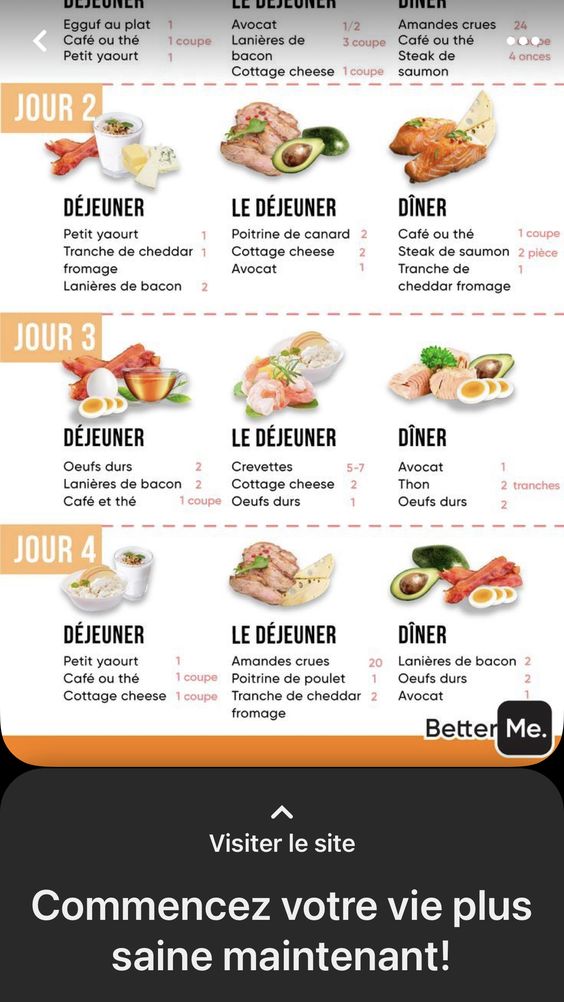 DÉJEUNER LE DÉJEUNER DÎNER
Egguf au plat 1
Café ou thé 1 coupe
Petit yaourt 1
Avocat 1/2
Lanières de 3 coupe
bacon
Cottage cheese 1 coupe
Amandes crues 24
Café ou thé
Steak de 4 onces
saumon
JOUR 2
DÉJEUNER
Petit yaourt 1
Tranche de cheddar 1
fromage
Lanières de bacon 2
LE DÉJEUNER
Poitrine de canard 2
Cottage cheese 2
Avocat 1
DÎNER
Café ou thé 1 coupe
Steak de saumon 2 pièce
Tranche de 1
cheddar fromage
JOUR 3
DÉJEUNER
Oeufs durs 2
Lanières de bacon 2
Café et thé 1 coupe
LE DÉJEUNER
Crevettes 5-7
Cottage cheese 2
Oeufs durs 1
DÎNER
Avocat 1
Thon 2 tranches
Oeufs durs 2
JOUR 4
DÉJEUNER
Petit yaourt 1
Café ou thé 1 coupe
Cottage cheese 1 coupe
LE DÉJEUNER
Amandes crues 20
Poitrine de poulet 1
Tranche de cheddar 2
fromage
DÎNER
Lanières de bacon 2
Oeufs durs 2
Avocat 1
BetterMe.
Visiter le site
Commencez votre vie plus
saine maintenant!